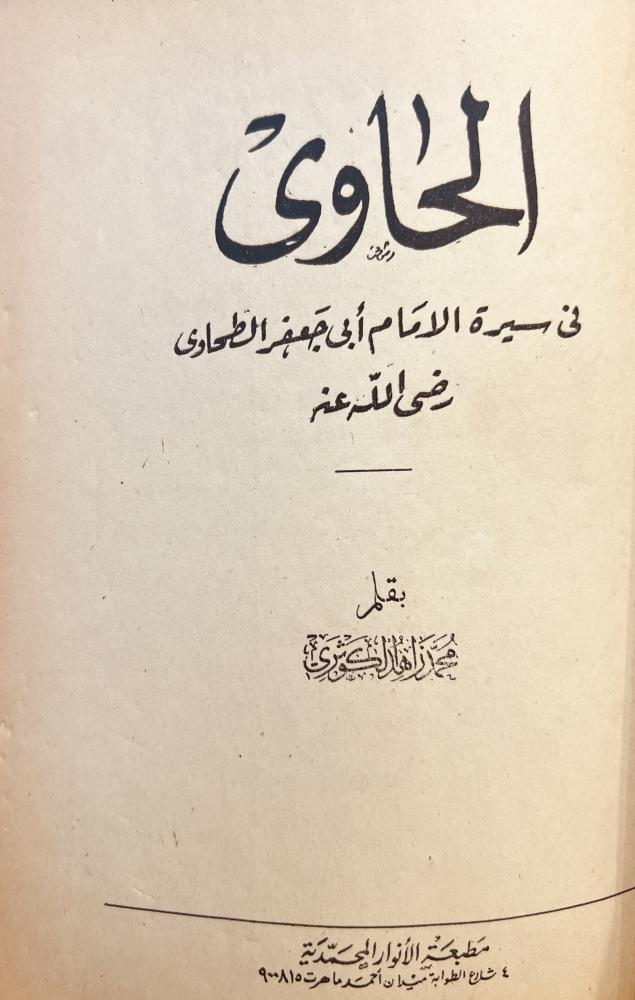 الحاوى
فى سيرة الامام أبى جعفر الطحاوى
رضى الله عنه
بقلم
محمد زاهد الكوثرى
مطبعة الأنوار المحمدية
٤ شارع الطوابة ميدان أحمد ماهر ت ٩٠٠٨١٥